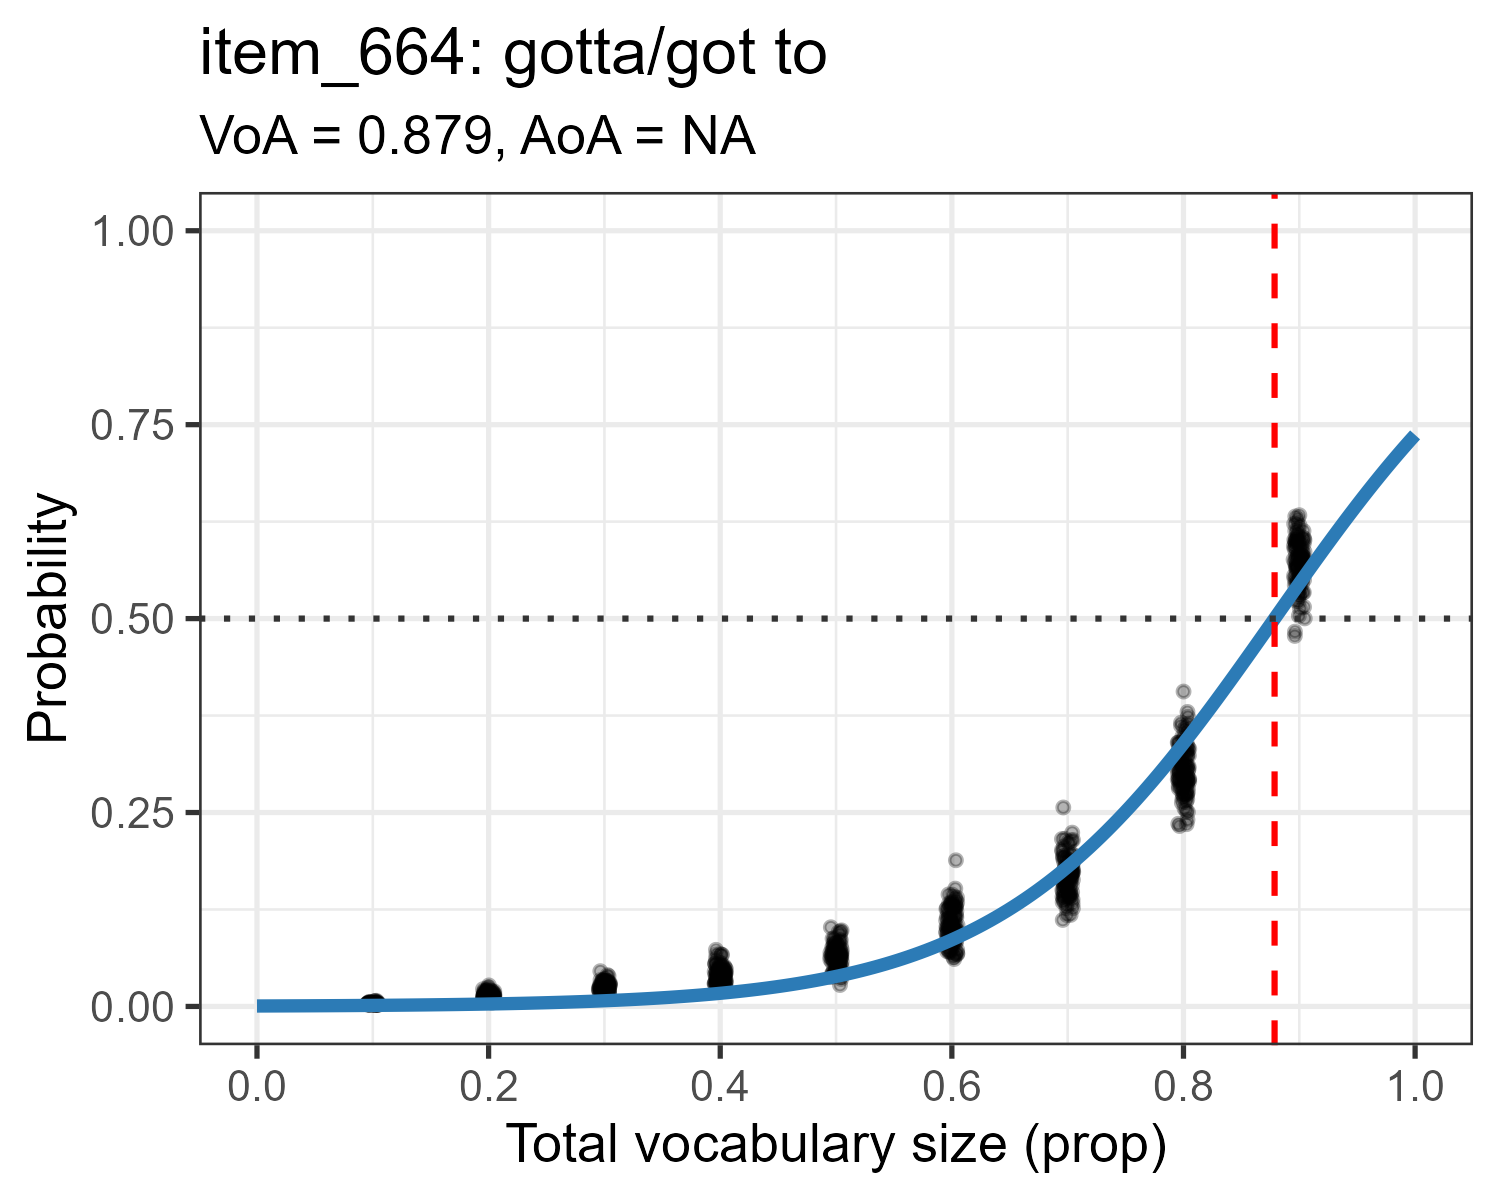 item_664: gotta/got to
VoA = 0.879, AoA = NA
1.00
0.75
0.50
0.25
0.00
Probability
0.0 0.2 0.4 0.6 0.8 1.0
Total vocabulary size (prop)